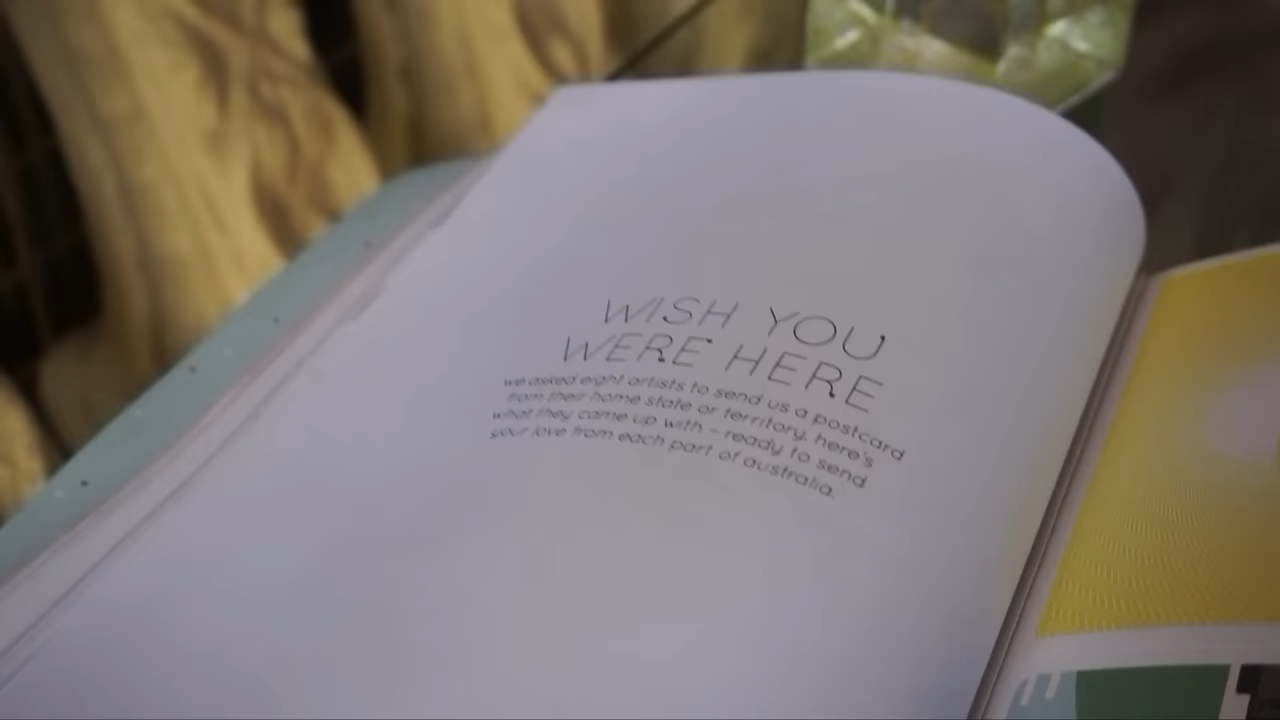 WISH YOU
WERE HERE
we asked eight artists to send us a postcard
from their home state or territory. here's
what they came up with - ready to send
your love from each part of australia.